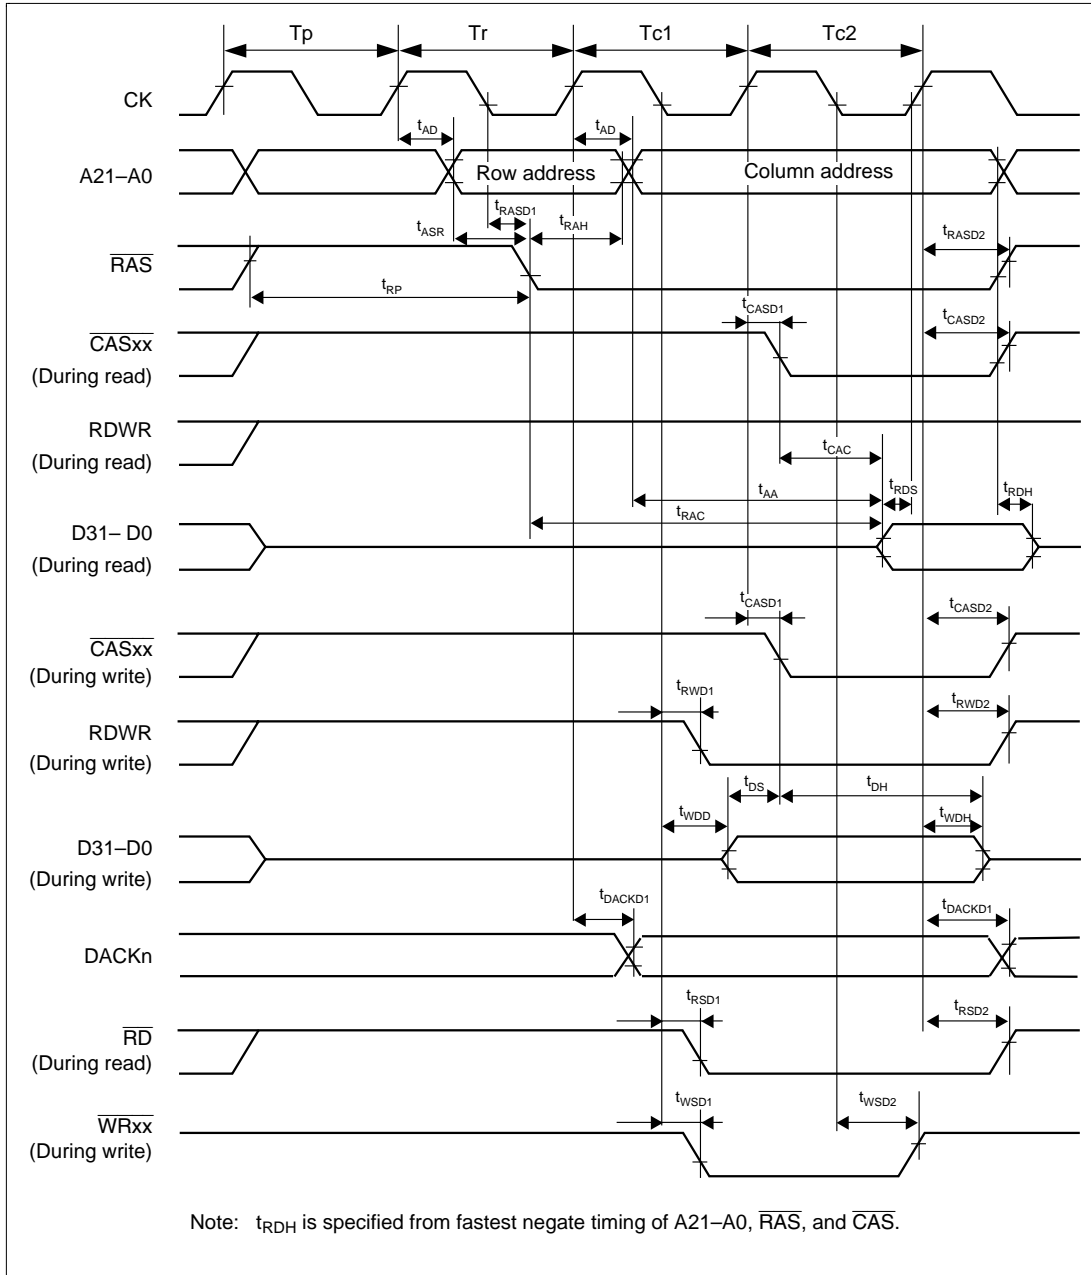 Tp Tr Tc1 Tc2
CK
tAD tAD
A21–A0 Row address Column address
tRASD1
tASR tRAH tRASD2
RAS
tRP
tCASD1 tCASD2
CASxx
(During read)
RDWR
(During read)
tCAC
tAA tRDS tRDH
tRAC
D31– D0
(During read)
tCASD1 tCASD2
CASxx
(During write)
tRWD1 tRWD2
RDWR
(During write)
tDS tDH
tWDD tWDH
D31–D0
(During write)
tDACKD1 tDACKD1
DACKn
tRSD1 tRSD2
RD
(During read)
tWSD1 tWSD2
WRxx
(During write)
Note: tRDH is specified from fastest negate timing of A21–A0, RAS, and CAS.